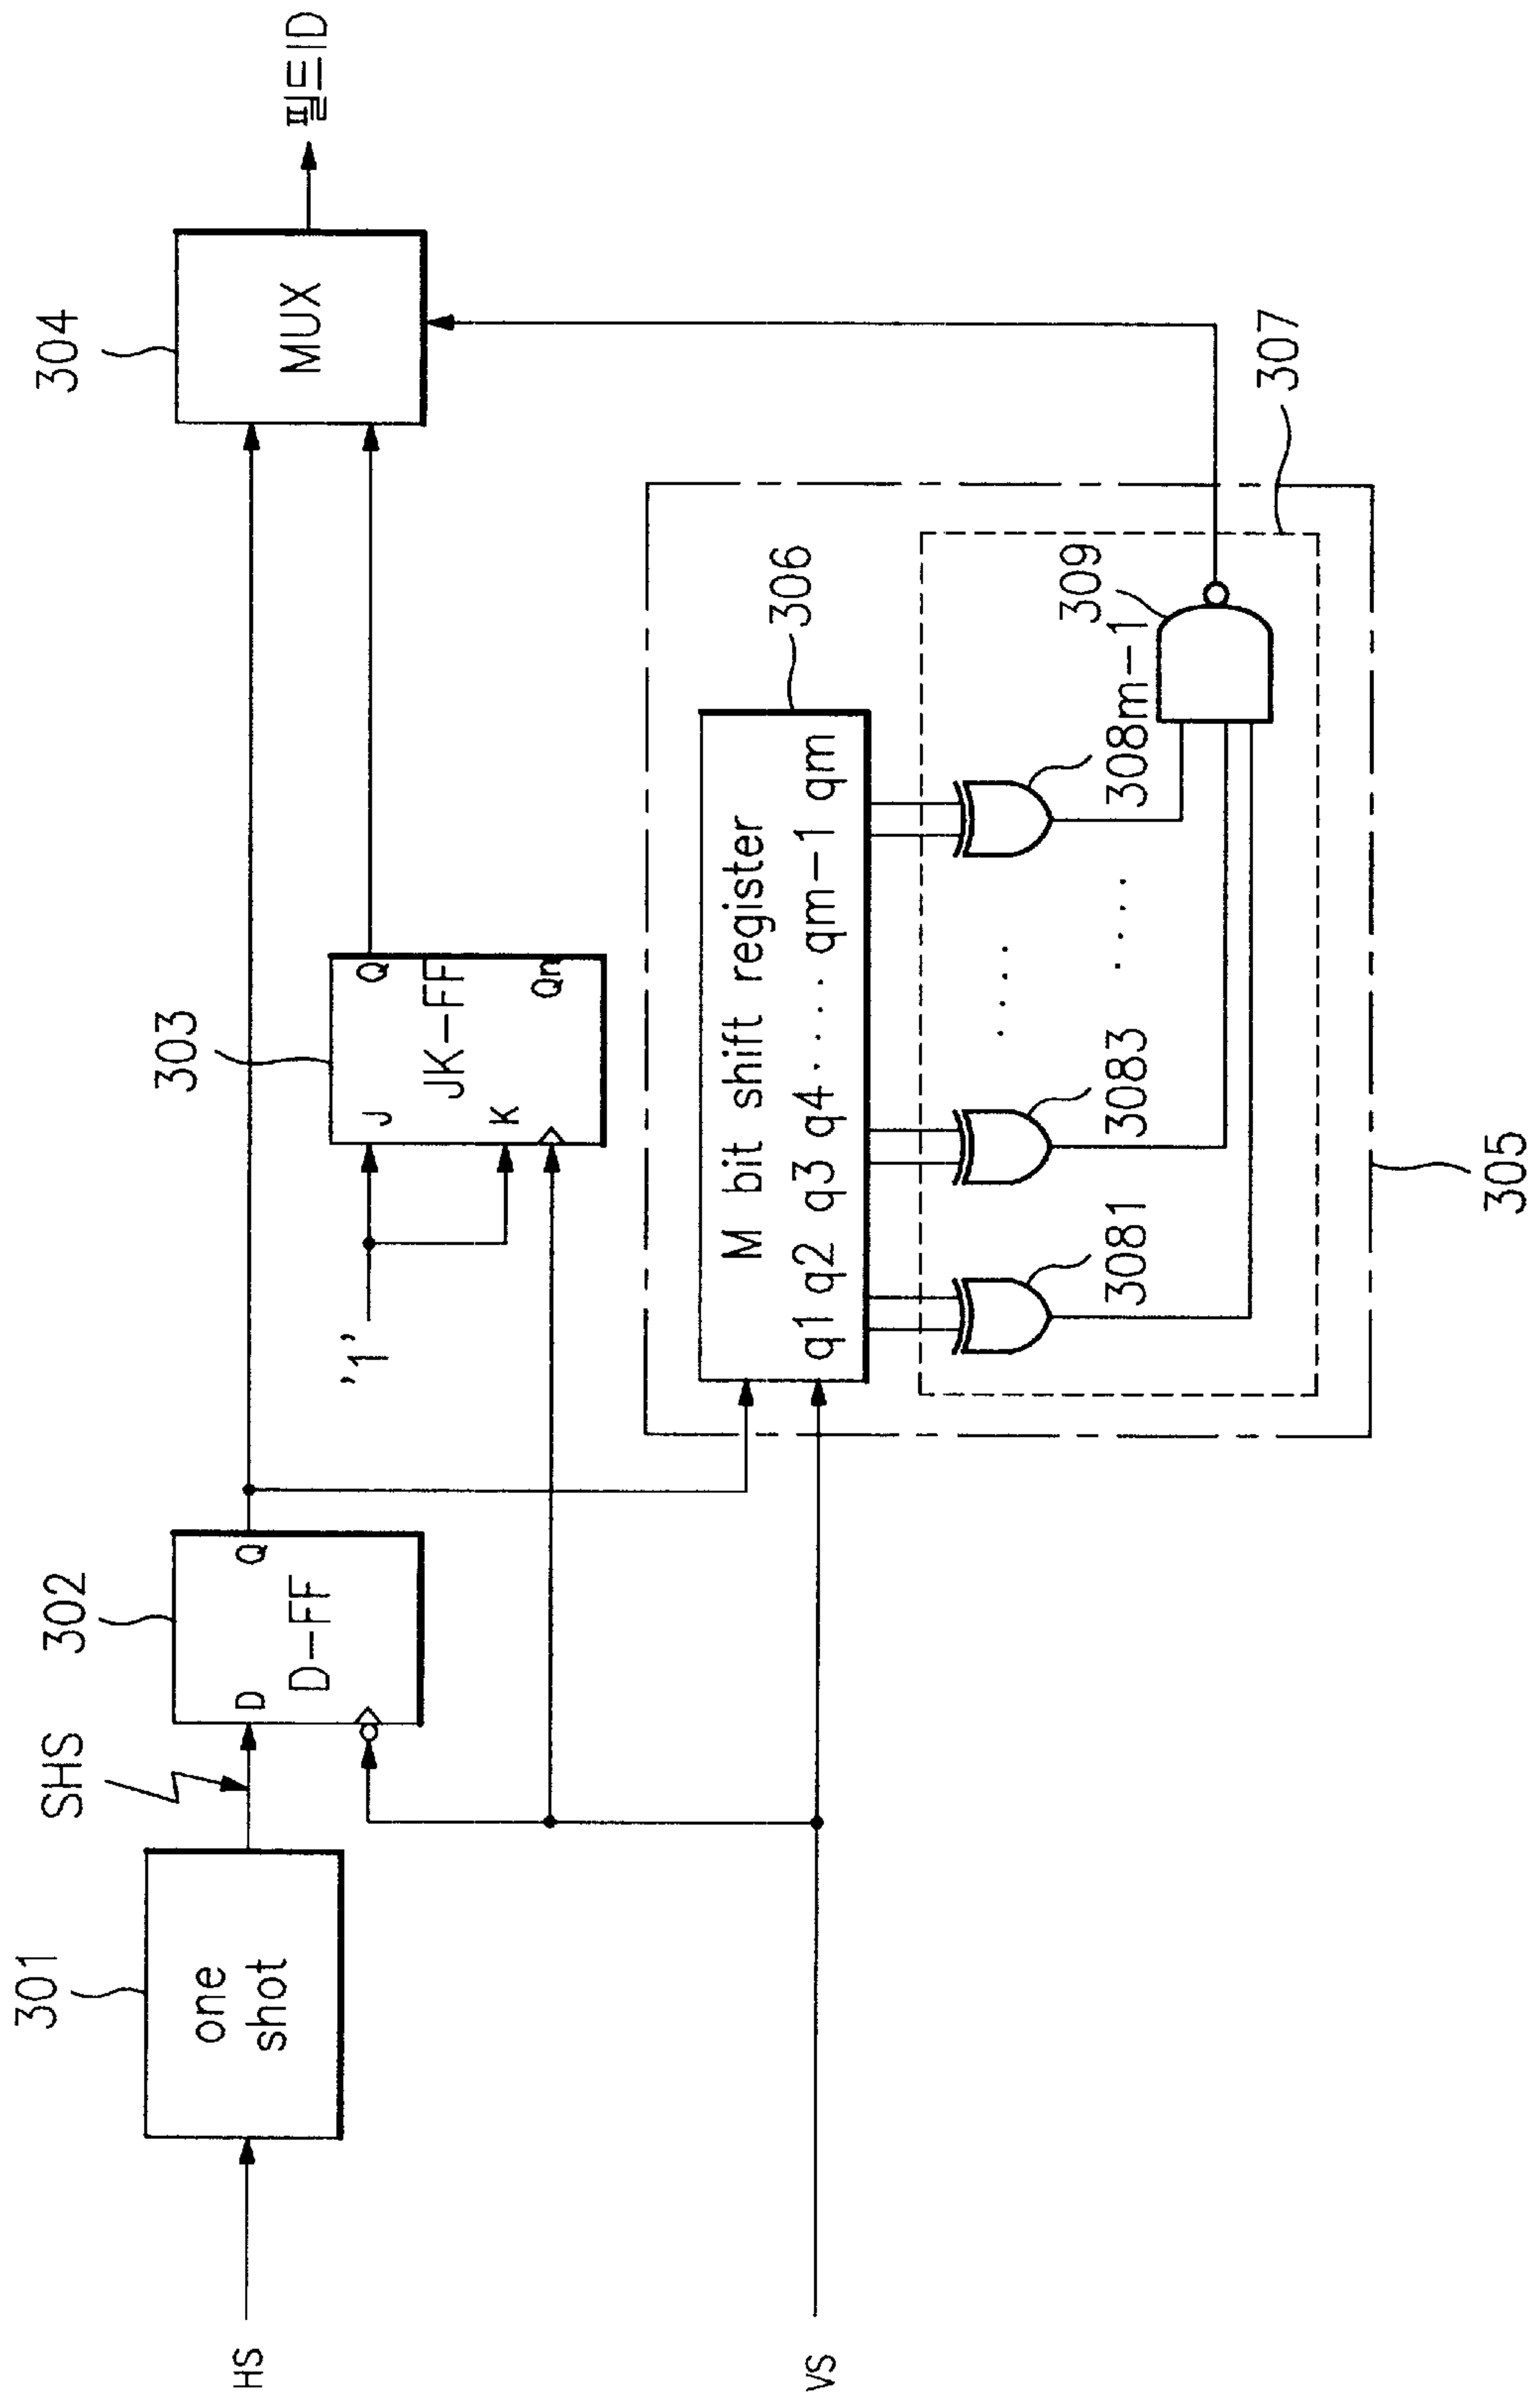 HS
VS
301
one
shot
SHS
302
D
Q
D-FF
'1'
303
J
K
Q
Qn
JK-FF
304
MUX
필드ID
305
306
M bit shift register
q1 q2 q3 q4 ..... qm-1 qm
307
3081
3083
....
....
308m-1
309